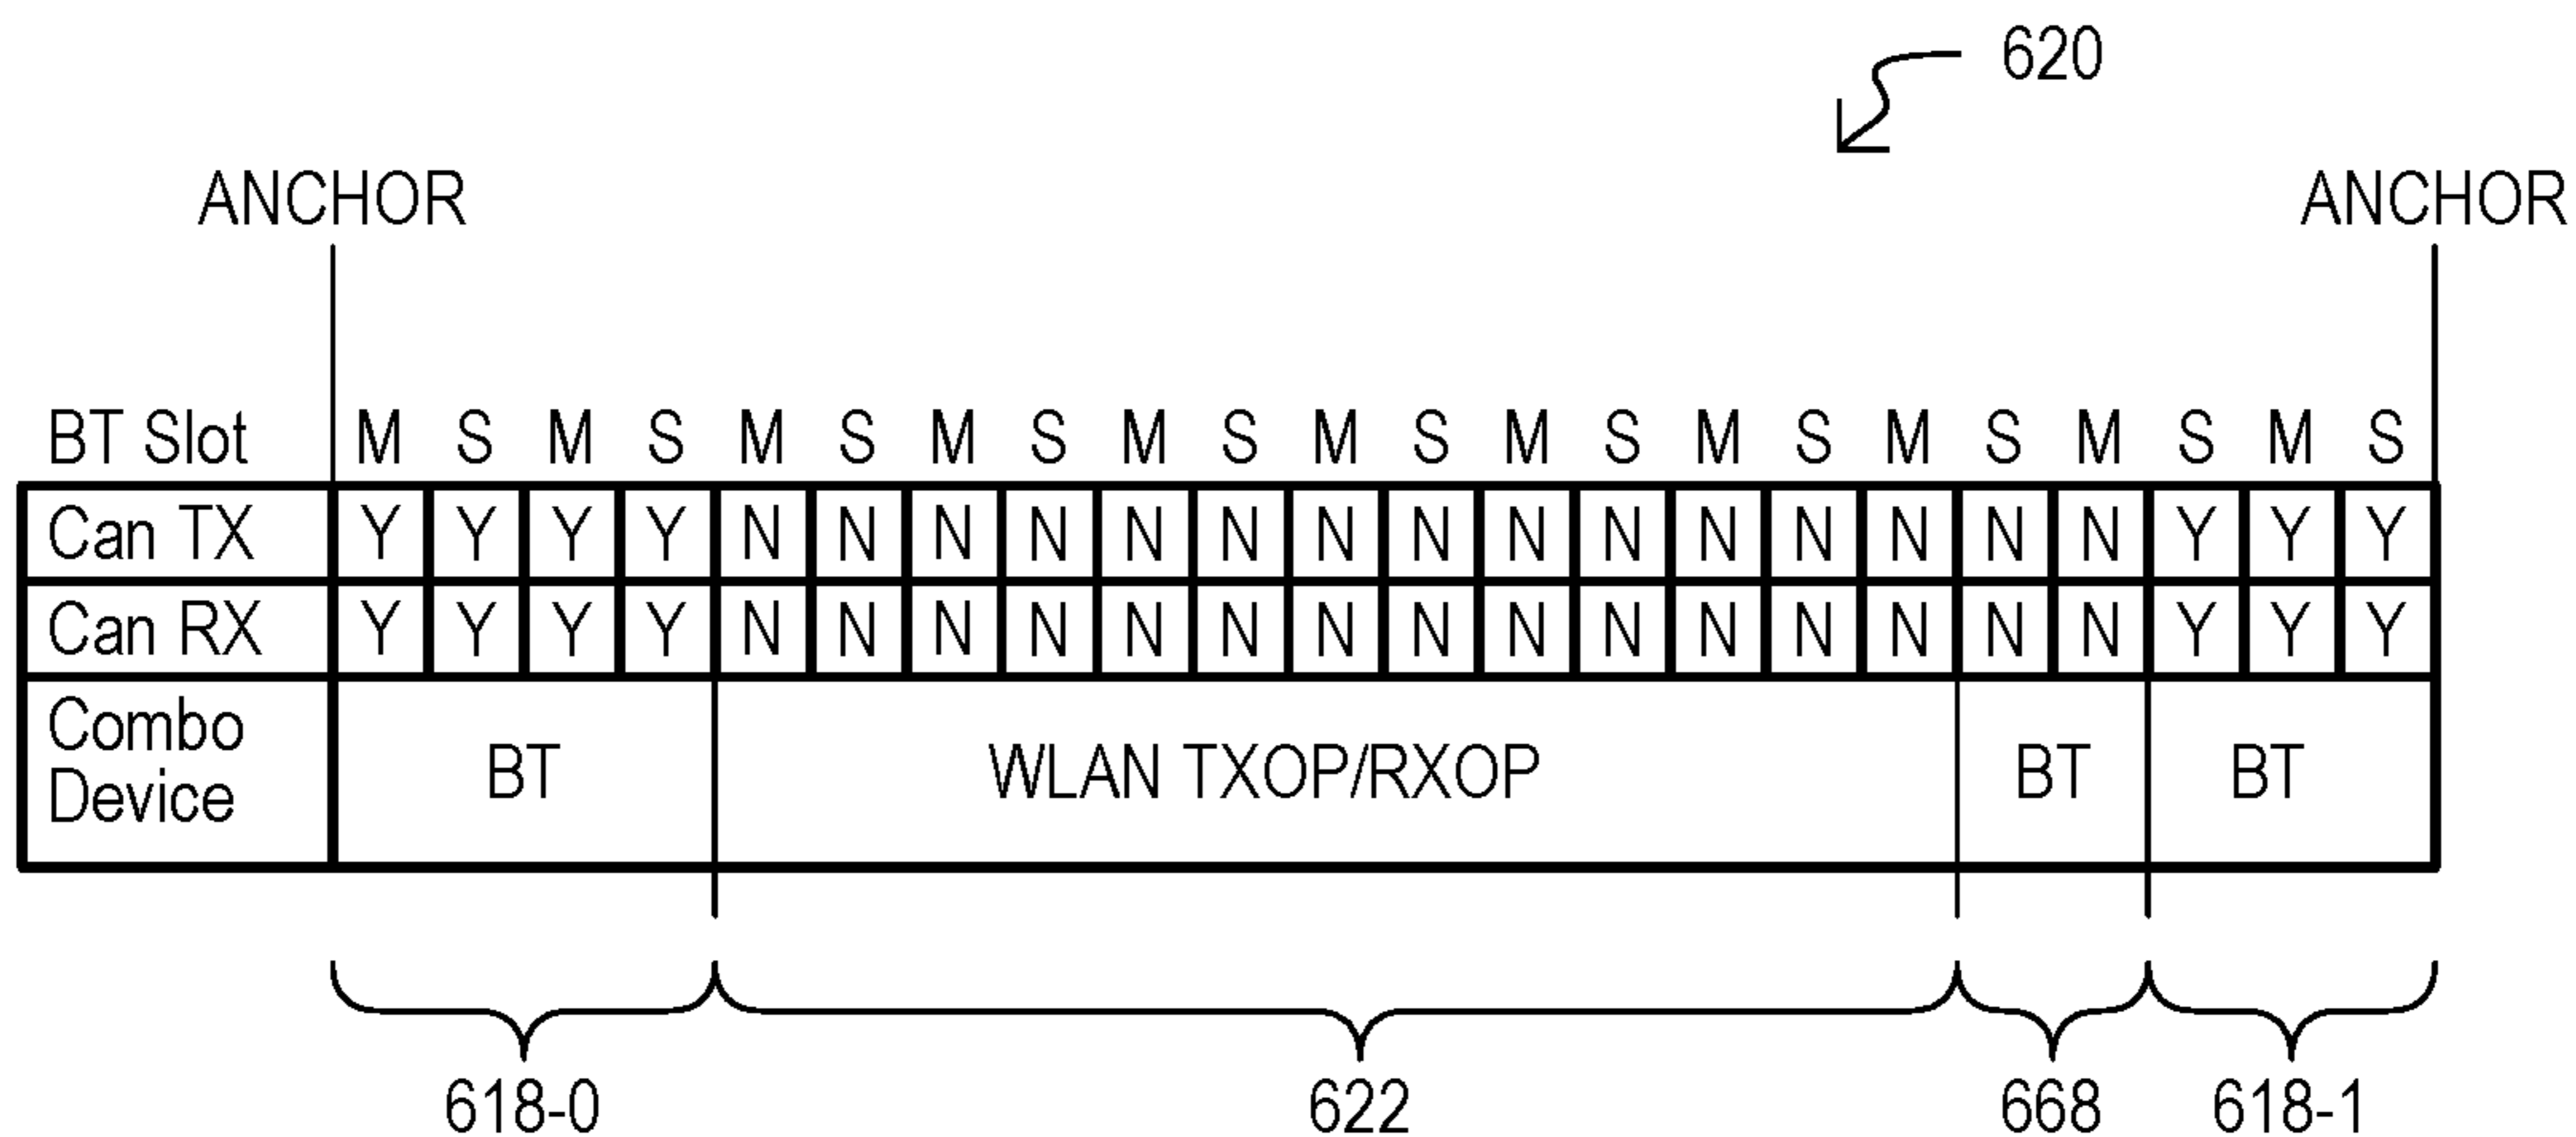 620
ANCHOR ANCHOR
BT Slot M S M S M S M S M S M S M S M S M S M S M S
Can TX Y Y Y Y N N N N N N N N N N N N N N N Y Y Y
Can RX Y Y Y Y N N N N N N N N N N N N N N N Y Y Y
Combo
Device BT WLAN TXOP/RXOP BT BT
618-0 622 668 618-1